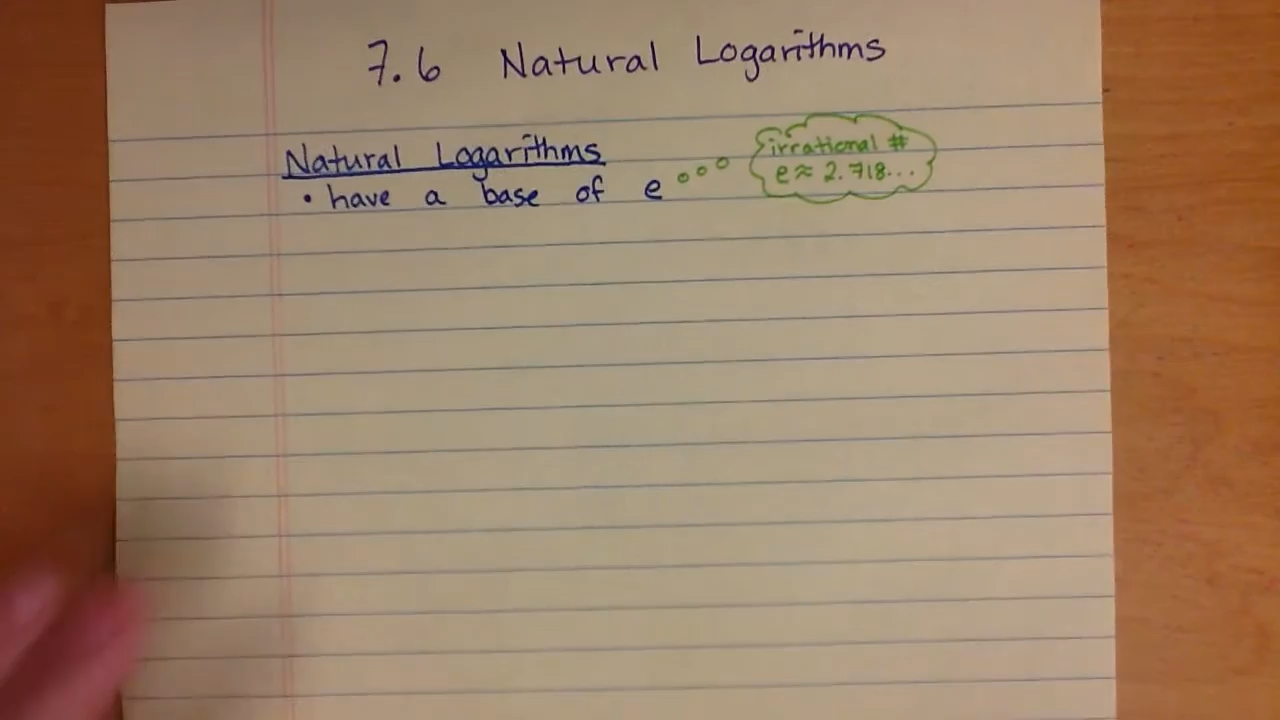 7.6 Natural Logarithms
Natural Logarithms
• have a base of e
irrational #
e ≈ 2.718...